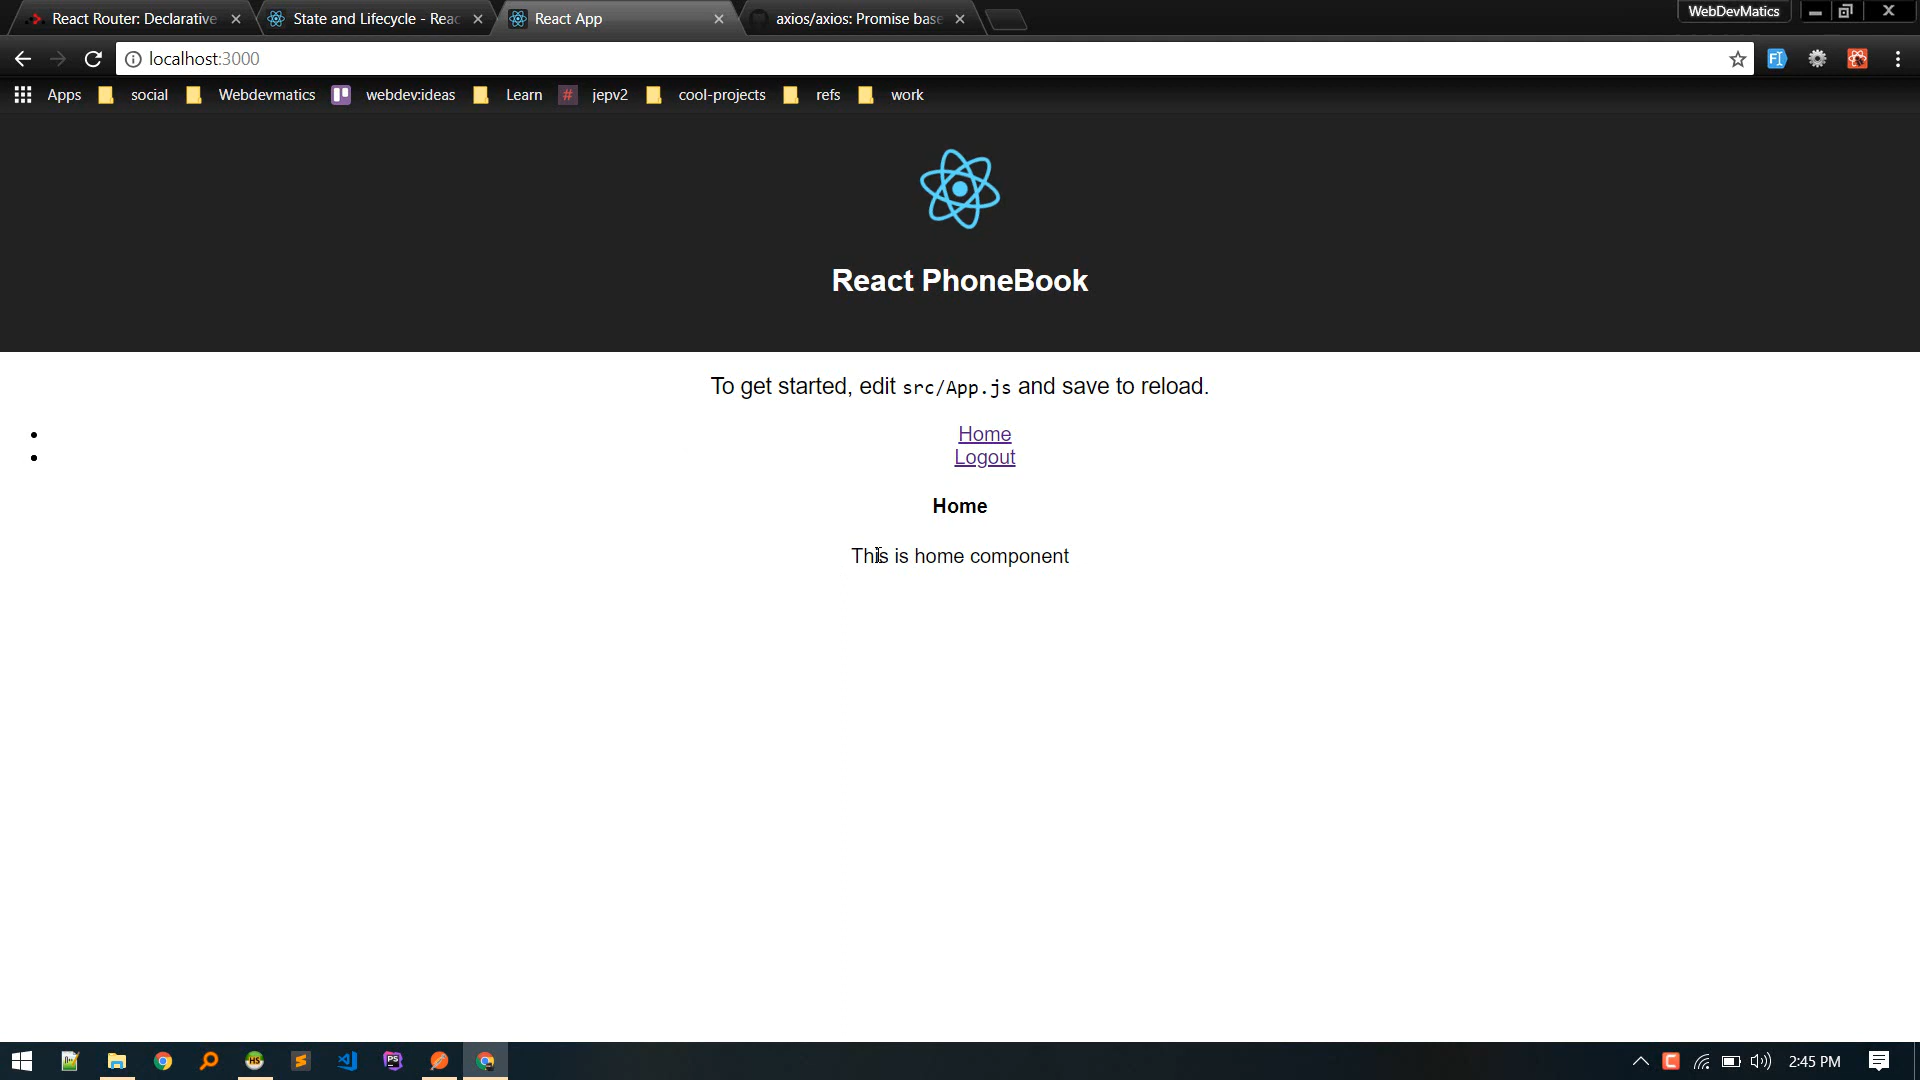 React Router: Declarative
State and Lifecycle - Reac
React App
axios/axios: Promise base
WebDevMatics
localhost:3000
Apps
social
Webdevmatics
webdev:ideas
Learn
# jepv2
cool-projects
refs
work
React PhoneBook
To get started, edit src/App.js and save to reload.
Home
Logout
Home
This is home component
2:45 PM